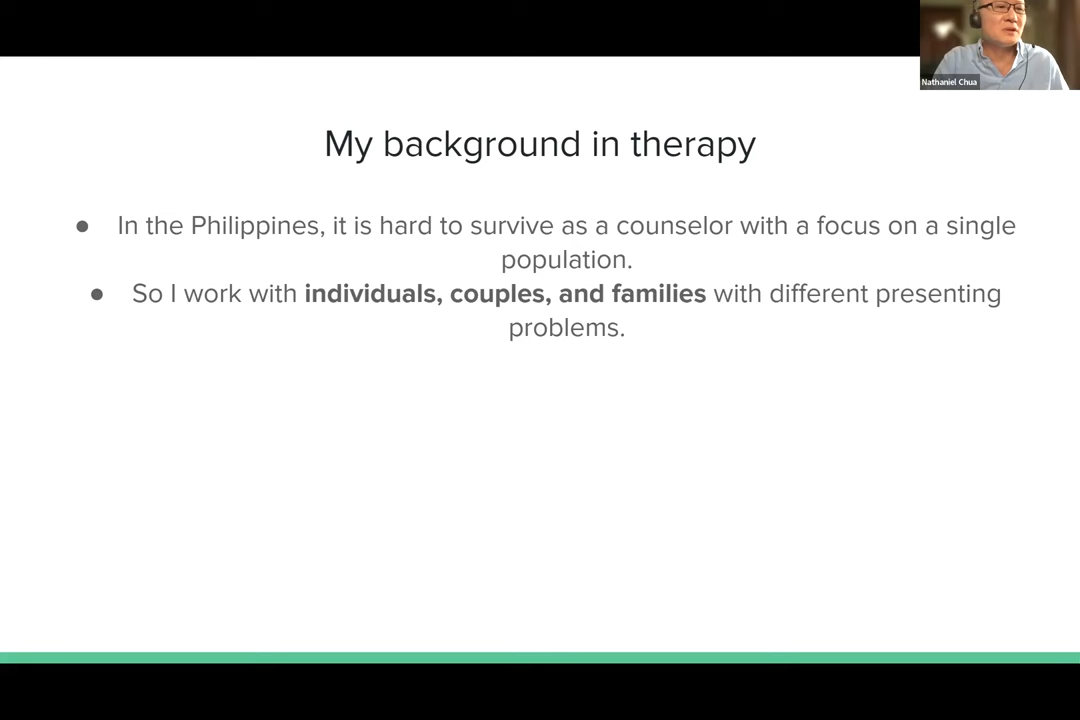 Nathaniel Chua
My background in therapy
● In the Philippines, it is hard to survive as a counselor with a focus on a single
population.
● So I work with individuals, couples, and families with different presenting
problems.